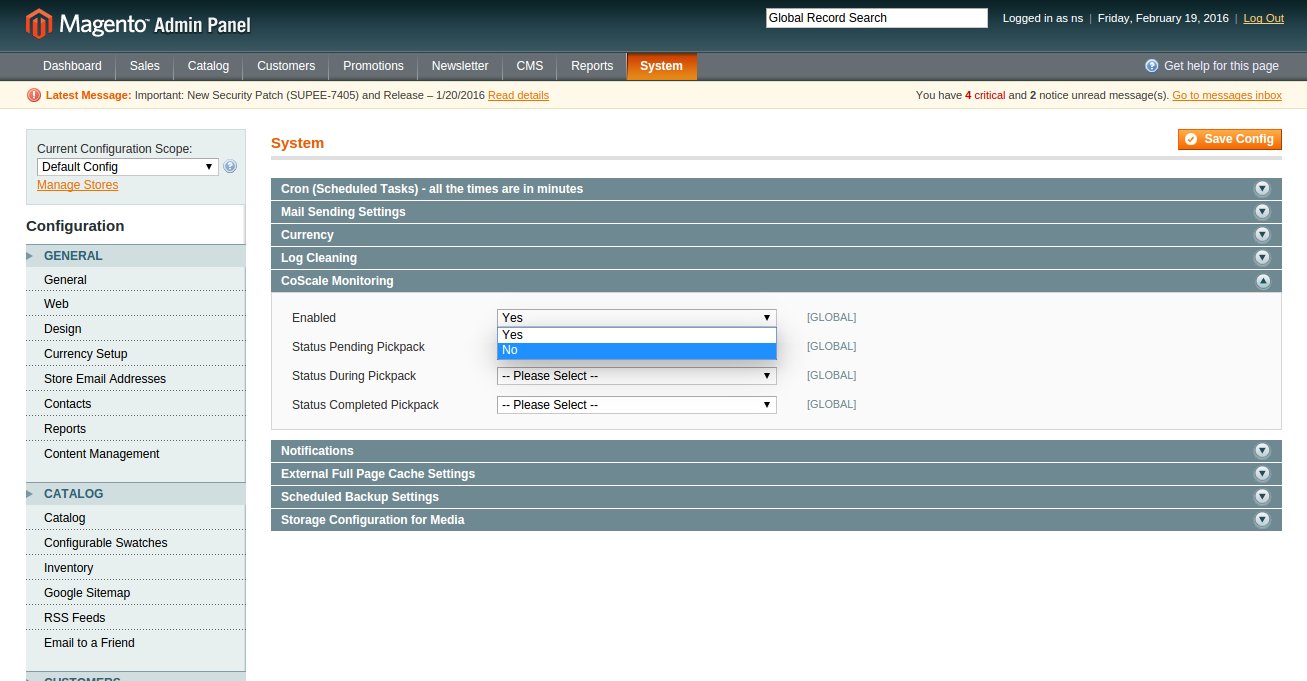 Magento™ Admin Panel
Global Record Search
Logged in as ns | Friday, February 19, 2016 | Log Out
Dashboard Sales Catalog Customers Promotions Newsletter CMS Reports System Get help for this page
Latest Message: Important: New Security Patch (SUPEE-7405) and Release – 1/20/2016 Read details
You have 4 critical and 2 notice unread message(s). Go to messages inbox
Current Configuration Scope:
Default Config
Manage Stores
Configuration
GENERAL
General
Web
Design
Currency Setup
Store Email Addresses
Contacts
Reports
Content Management
CATALOG
Catalog
Configurable Swatches
Inventory
Google Sitemap
RSS Feeds
Email to a Friend
CUSTOMERS
System
Save Config
Cron (Scheduled Tasks) - all the times are in minutes
Mail Sending Settings
Currency
Log Cleaning
CoScale Monitoring
Enabled Yes [GLOBAL]
Yes
No
Status Pending Pickpack [GLOBAL]
Status During Pickpack -- Please Select -- [GLOBAL]
Status Completed Pickpack -- Please Select -- [GLOBAL]
Notifications
External Full Page Cache Settings
Scheduled Backup Settings
Storage Configuration for Media